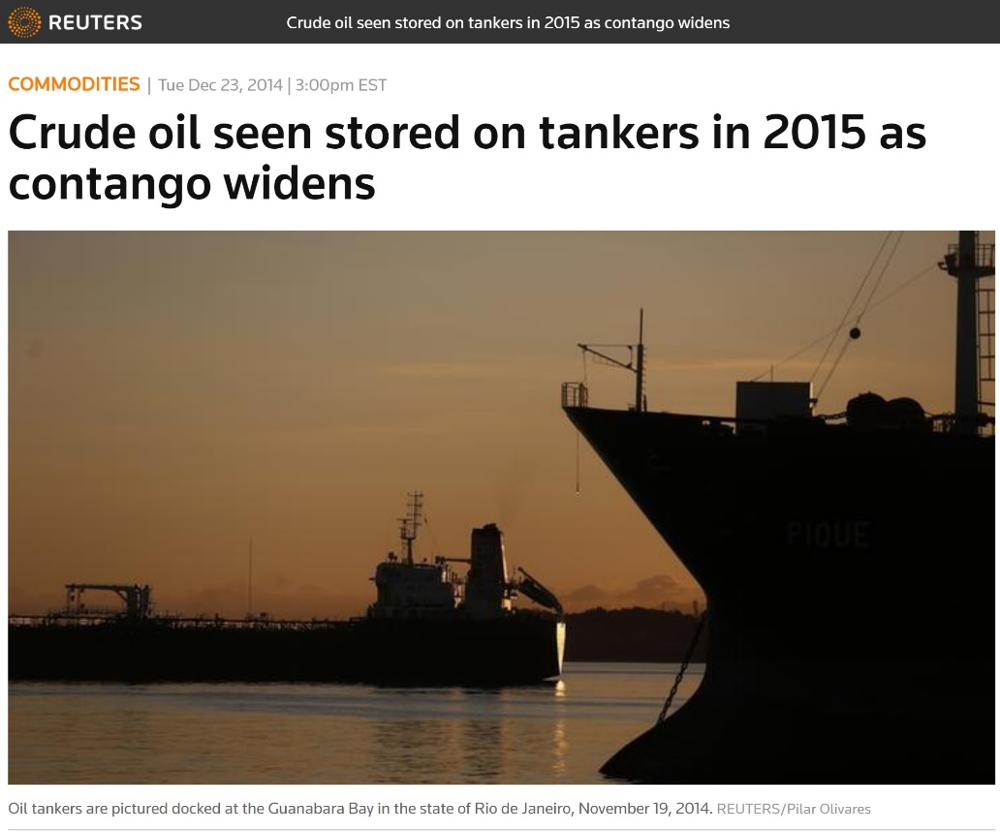 REUTERS
Crude oil seen stored on tankers in 2015 as contango widens
COMMODITIES | Tue Dec 23, 2014 | 3:00pm EST
Crude oil seen stored on tankers in 2015 as
contango widens
PIQUE
Oil tankers are pictured docked at the Guanabara Bay in the state of Rio de Janeiro, November 19, 2014. REUTERS/Pilar Olivares